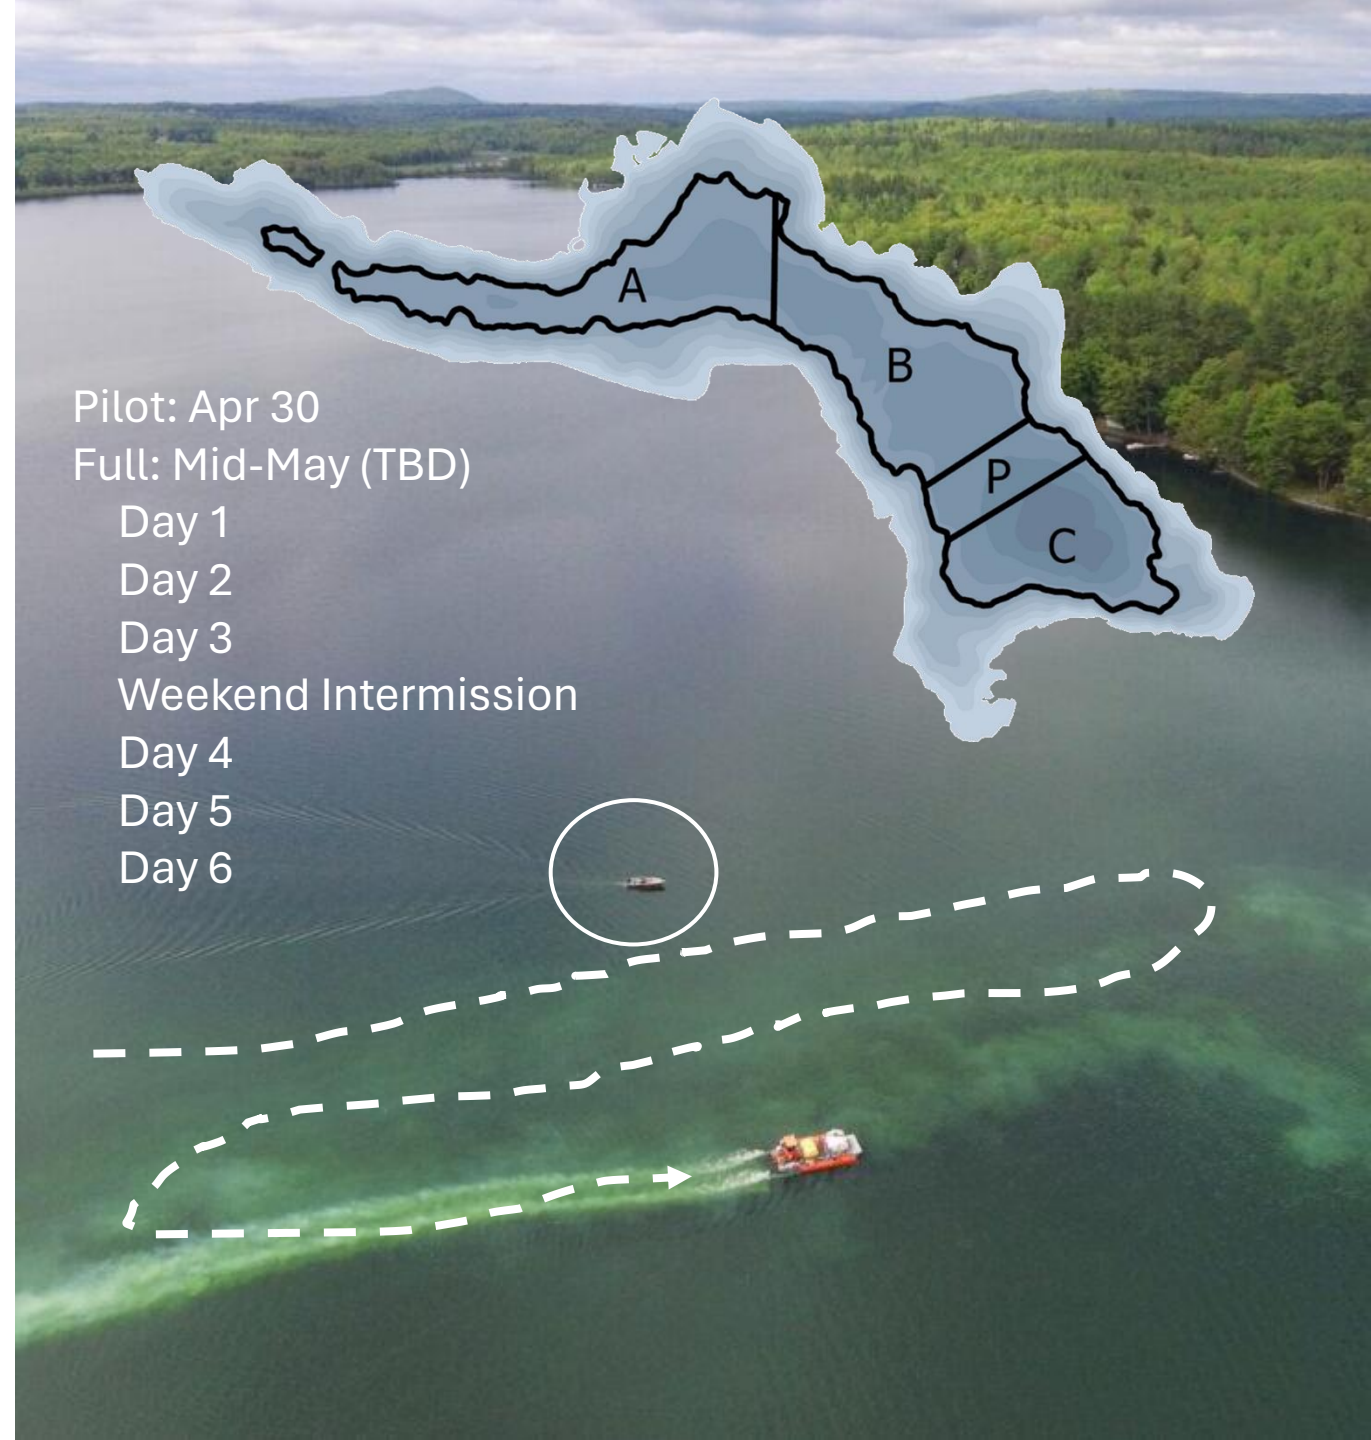 A
B
P
C
Pilot: Apr 30
Full: Mid-May (TBD)
Day 1
Day 2
Day 3
Weekend Intermission
Day 4
Day 5
Day 6